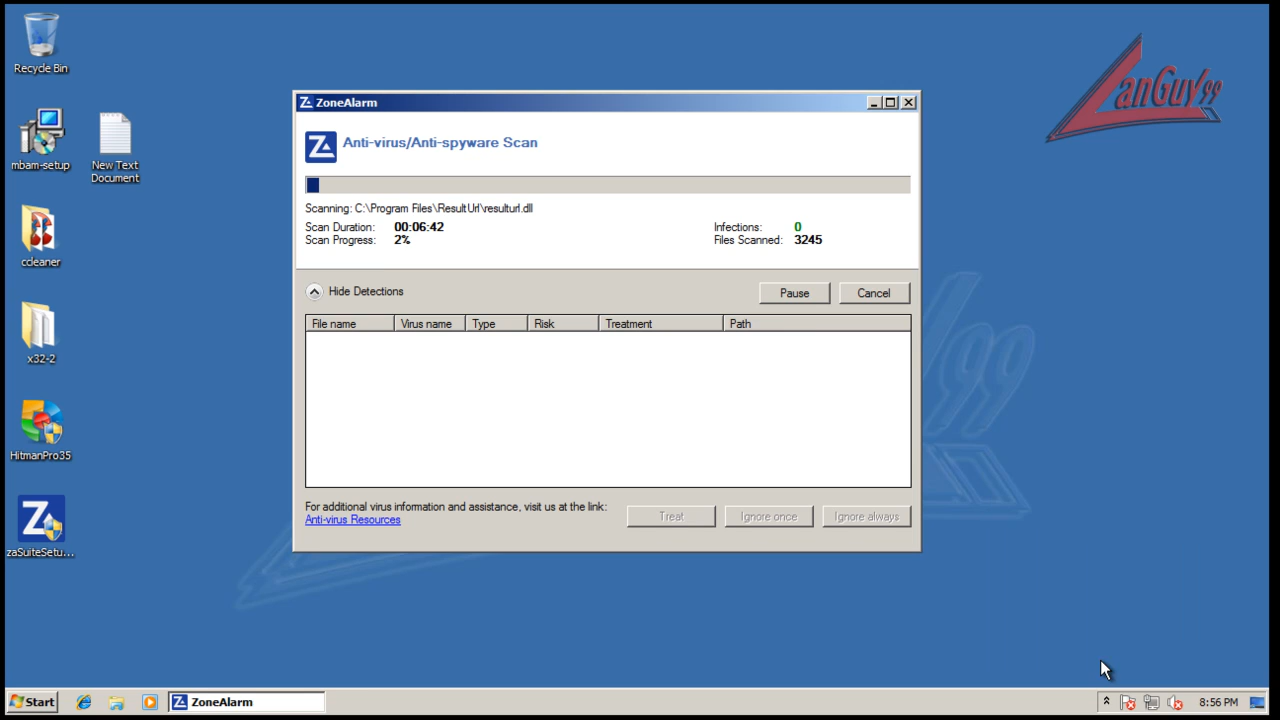 Recycle Bin
mbam-setup
New Text
Document
ccleaner
x32-2
HitmanPro35
zaSuiteSetu...
LanGuy99
ZoneAlarm
Anti-virus/Anti-spyware Scan
Scanning: C:\Program Files\ResultUrl\resulturl.dll
Scan Duration: 00:06:42
Infections: 0
Scan Progress: 2%
Files Scanned: 3245
Hide Detections
Pause
Cancel
File name Virus name Type Risk Treatment Path
For additional virus information and assistance, visit us at the link:
Anti-virus Resources
Treat
Ignore once
Ignore always
Start
ZoneAlarm
8:56 PM